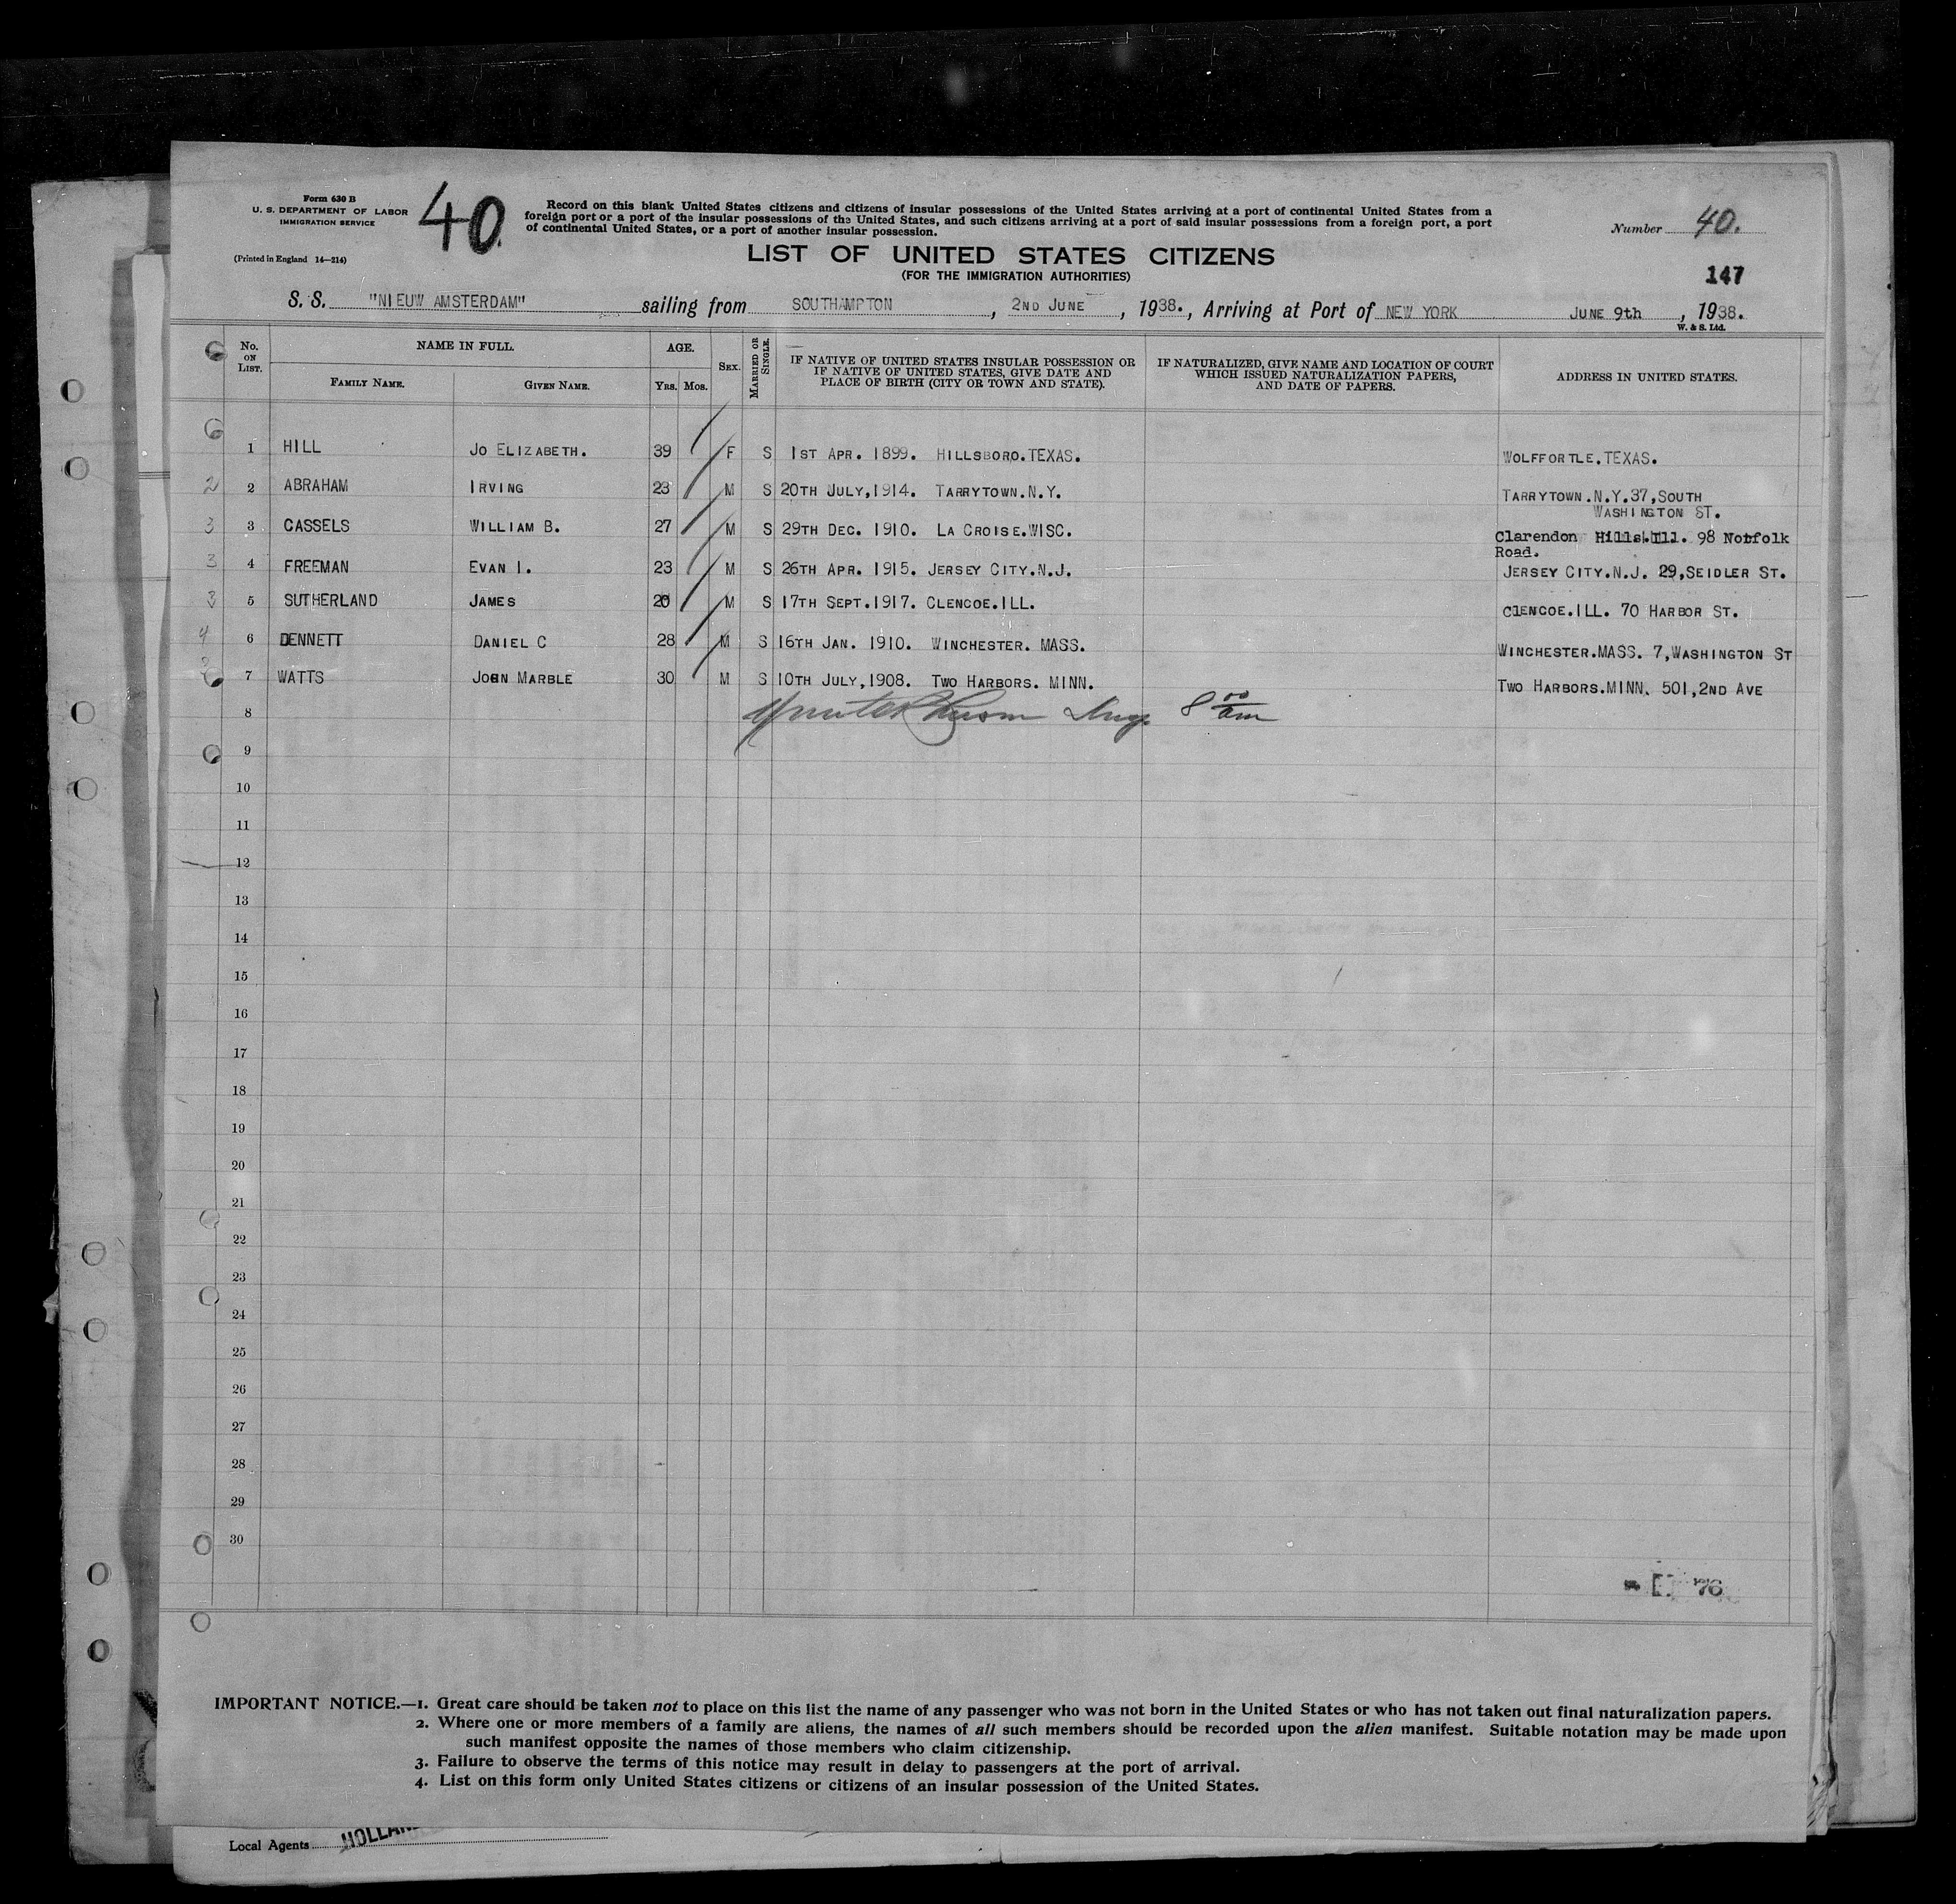 Form 630 B
U. S. DEPARTMENT OF LABOR
IMMIGRATION SERVICE
(Printed in England 14—214)
40.
Record on this blank United States citizens and citizens of insular possessions of the United States arriving at a port of continental United States from a
foreign port or a port of the insular possessions of the United States, and such citizens arriving at a port of said insular possessions from a foreign port, a port
of continental United States, or a port of another insular possession.
Number 40.
LIST OF UNITED STATES CITIZENS
(FOR THE IMMIGRATION AUTHORITIES)
147
S. S. "NIEUW AMSTERDAM" sailing from SOUTHAMPTON, 2ND JUNE, 1938., Arriving at Port of NEW YORK JUNE 9th, 1938.
W. & S. Ltd.
No. ON LIST.
NAME IN FULL.
FAMILY NAME. GIVEN NAME.
AGE.
YRS. MOS.
SEX.
MARRIED OR SINGLE.
IF NATIVE OF UNITED STATES INSULAR POSSESSION OR
IF NATIVE OF UNITED STATES, GIVE DATE AND
PLACE OF BIRTH (CITY OR TOWN AND STATE).
IF NATURALIZED, GIVE NAME AND LOCATION OF COURT
WHICH ISSUED NATURALIZATION PAPERS,
AND DATE OF PAPERS.
ADDRESS IN UNITED STATES.
1 HILL JO ELIZABETH. 39 F S 1ST APR. 1899. HILLSBORO.TEXAS. WOLFFORTLE.TEXAS.
2 2 ABRAHAM IRVING 23 M S 20TH JULY,1914. TARRYTOWN.N.Y. TARRYTOWN.N.Y.37,SOUTH
WASHINGTON ST.
3 3 CASSELS WILLIAM B. 27 M S 29TH DEC. 1910. LA CROISE.WISC. Clarendon Hills.Ill. 98 Norfolk
Road.
3 4 FREEMAN EVAN I. 23 M S 26TH APR. 1915. JERSEY CITY.N.J. JERSEY CITY.N.J. 29,SEIDLER ST.
3 5 SUTHERLAND JAMES 20 M S 17TH SEPT.1917. CLENCOE.ILL. CLENCOE.ILL. 70 HARBOR ST.
4 6 DENNETT DANIEL C 28 M S 16TH JAN. 1910. WINCHESTER. MASS. WINCHESTER.MASS. 7,WASHINGTON ST
7 WATTS JOHN MARBLE 30 M S 10TH JULY,1908. TWO HARBORS. MINN. TWO HARBORS.MINN. 501,2ND AVE
8 8 00 am
9
10
11
12
13
14
15
16
17
18
19
20
21
22
23
24
25
26
27
28
29
30
76
IMPORTANT NOTICE.—1. Great care should be taken not to place on this list the name of any passenger who was not born in the United States or who has not taken out final naturalization papers.
2. Where one or more members of a family are aliens, the names of all such members should be recorded upon the alien manifest. Suitable notation may be made upon
such manifest opposite the names of those members who claim citizenship.
3. Failure to observe the terms of this notice may result in delay to passengers at the port of arrival.
4. List on this form only United States citizens or citizens of an insular possession of the United States.
Local Agents